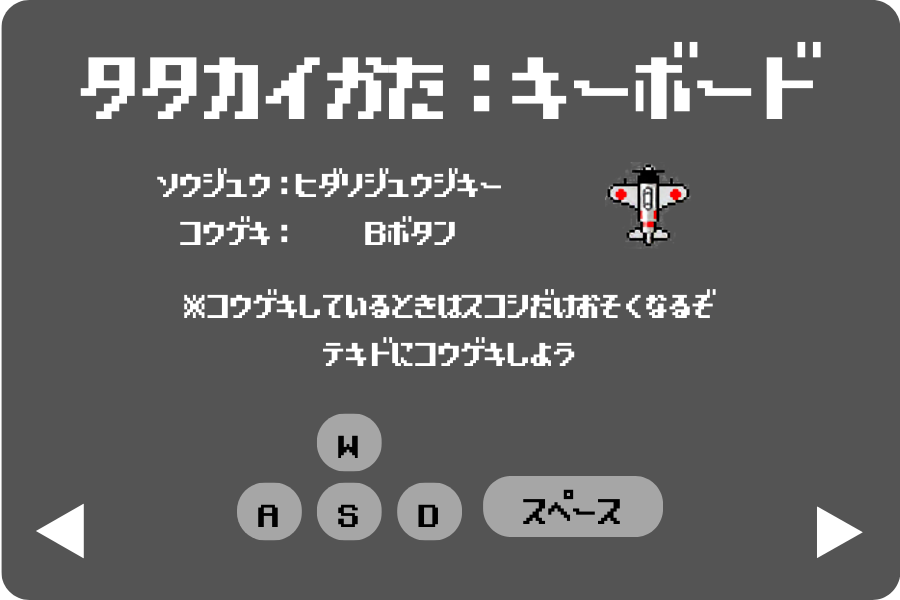 タタカイかた：キーボード
ソウジュウ：ヒダリジュウジキー
コウゲキ： Bボタン
※コウゲキしているときはスコシだけおそくなるぞ
テキドにコウゲキしよう
W
A S D スペース